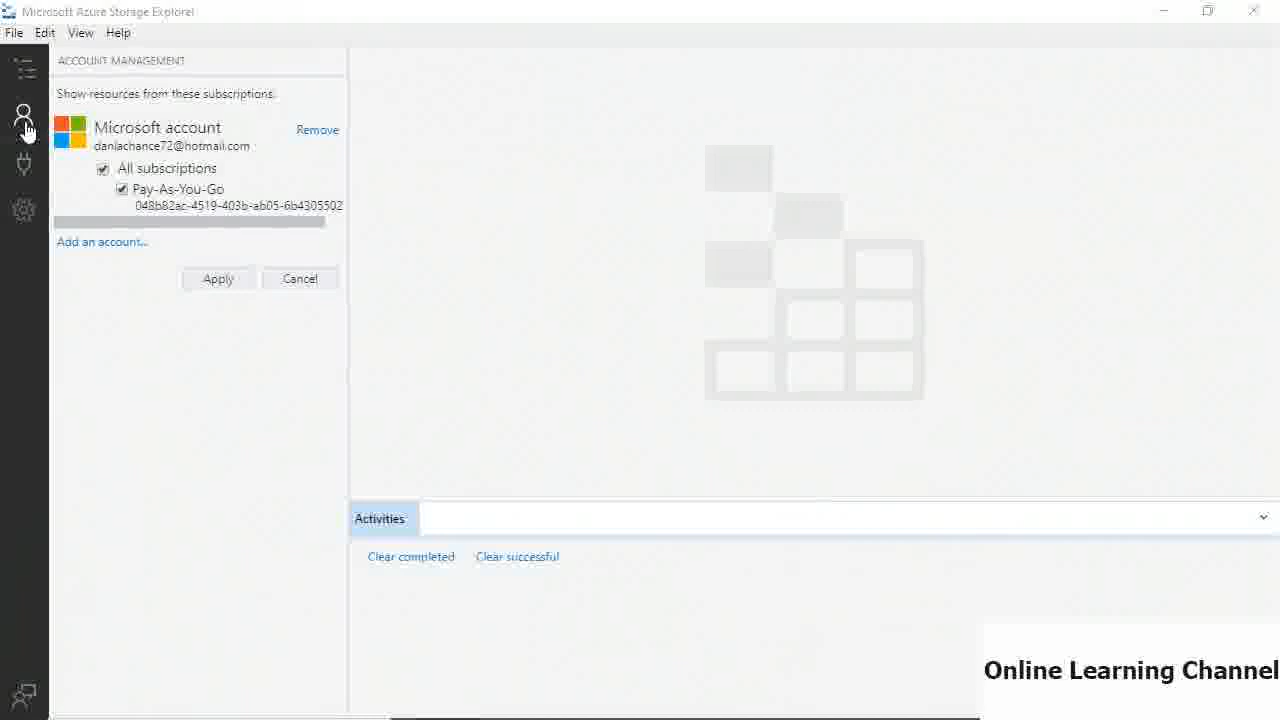 Microsoft Azure Storage Explorer
File Edit View Help
ACCOUNT MANAGEMENT
Show resources from these subscriptions.
Microsoft account
Remove
danlachance72@hotmail.com
All subscriptions
Pay-As-You-Go
048b82ac-4519-403b-ab05-6b4305502
Add an account...
Apply Cancel
Activities
Clear completed Clear successful
Online Learning Channel